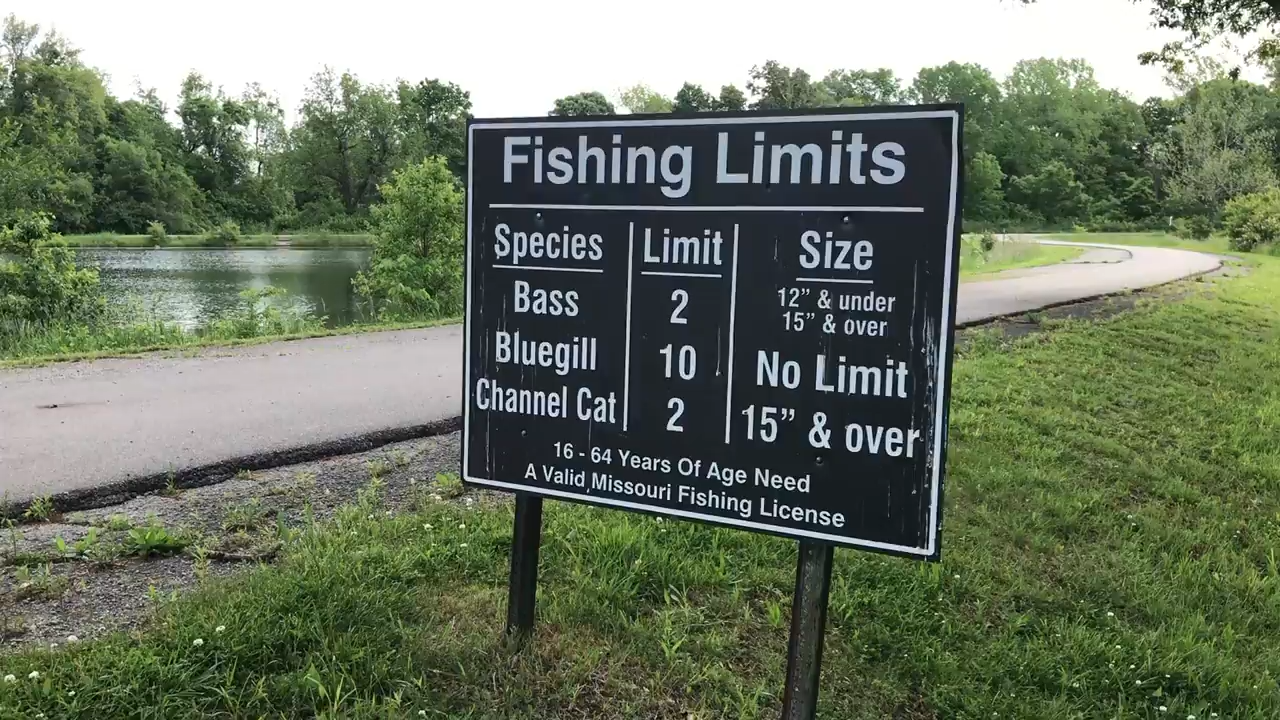 Fishing Limits
Species Limit Size
Bass 2 12” & under
15” & over
Bluegill 10 No Limit
Channel Cat 2 15” & over
16 - 64 Years Of Age Need
A Valid Missouri Fishing License